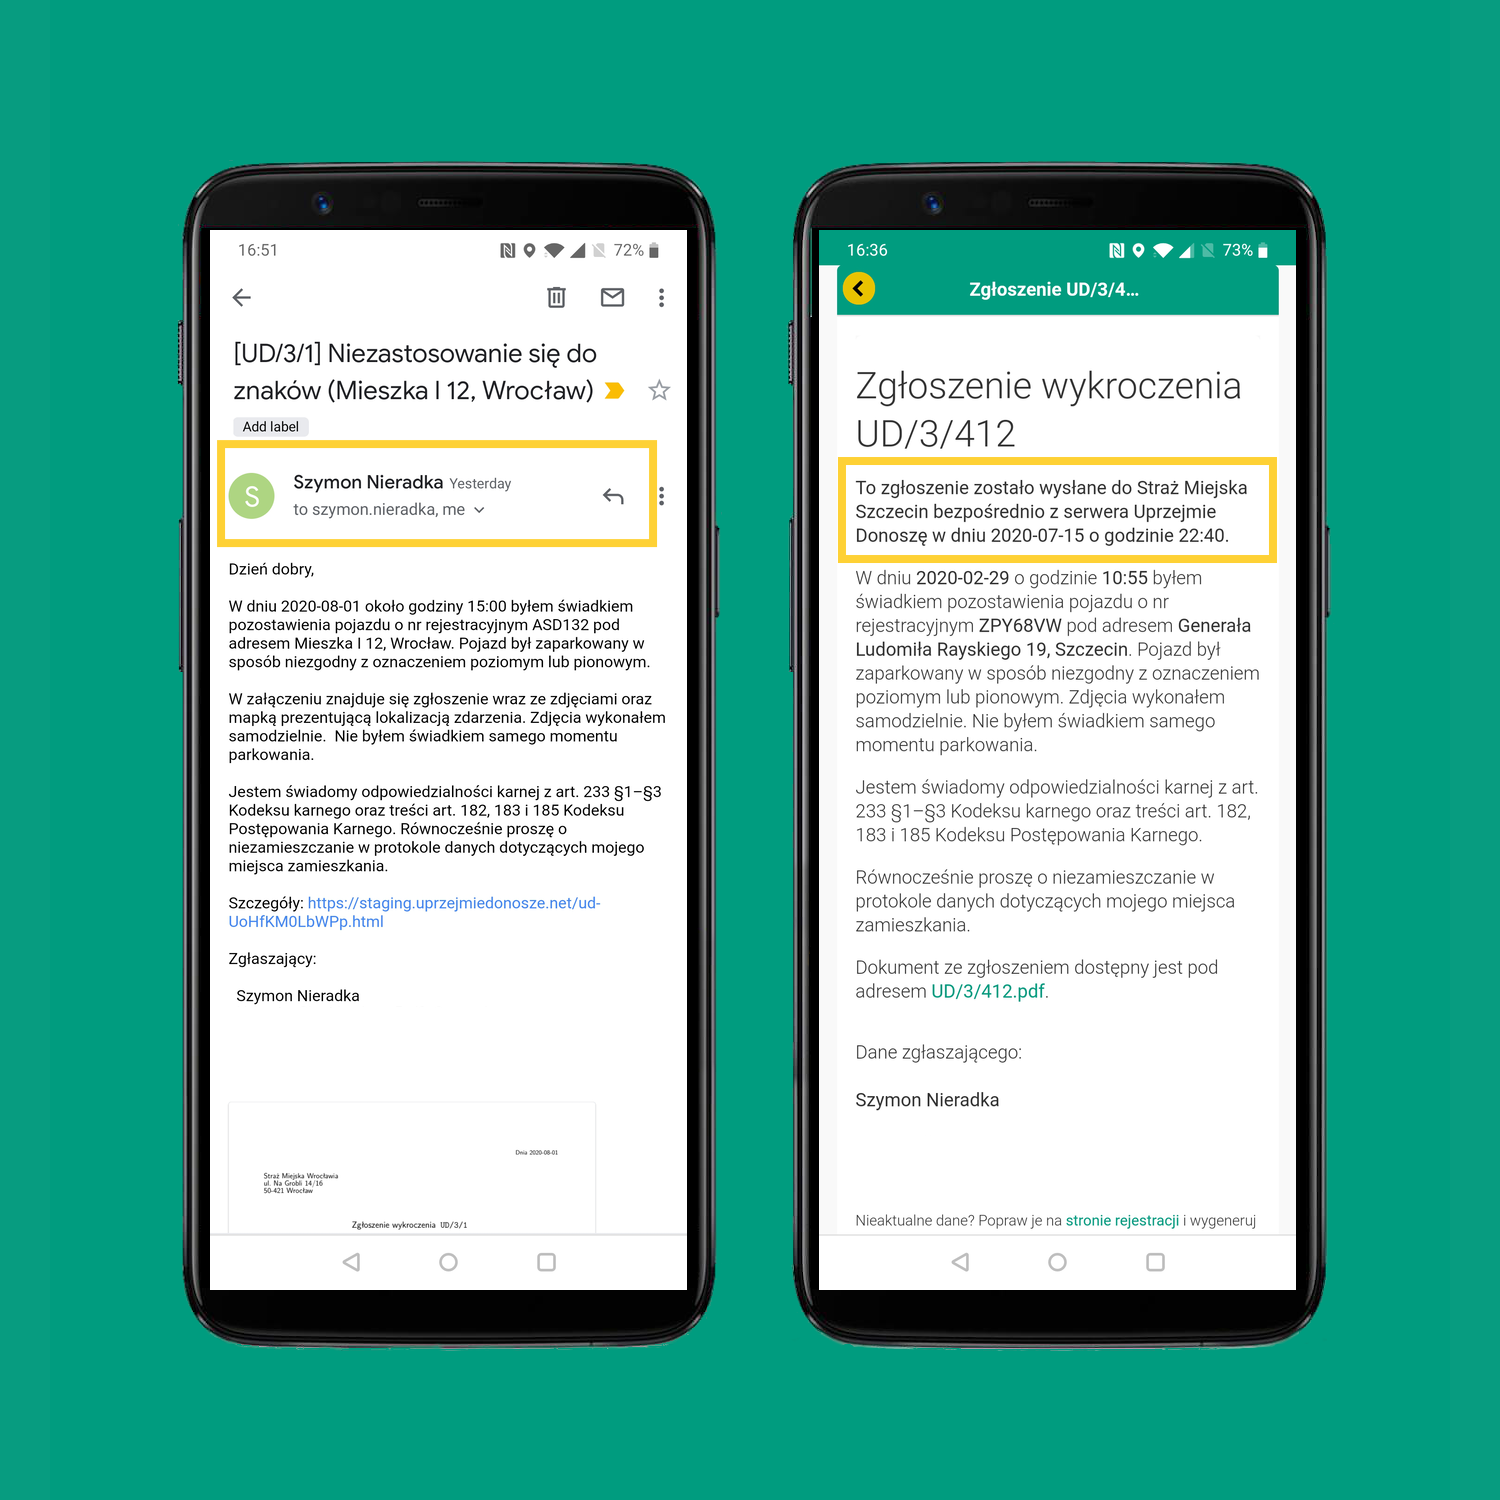 16:51
72%
[UD/3/1] Niezastosowanie się do
znaków (Mieszka I 12, Wrocław)
Add label
S
Szymon Nieradka Yesterday
to szymon.nieradka, me
Dzień dobry,
W dniu 2020-08-01 około godziny 15:00 byłem świadkiem
pozostawienia pojazdu o nr rejestracyjnym ASD132 pod
adresem Mieszka I 12, Wrocław. Pojazd był zaparkowany w
sposób niezgodny z oznaczeniem poziomym lub pionowym.
W załączeniu znajduje się zgłoszenie wraz ze zdjęciami oraz
mapką prezentującą lokalizacją zdarzenia. Zdjęcia wykonałem
samodzielnie.  Nie byłem świadkiem samego momentu
parkowania.
Jestem świadomy odpowiedzialności karnej z art. 233 §1–§3
Kodeksu karnego oraz treści art. 182, 183 i 185 Kodeksu
Postępowania Karnego. Równocześnie proszę o
niezamieszczanie w protokole danych dotyczących mojego
miejsca zamieszkania.
Szczegóły: https://staging.uprzejmiedonosze.net/ud-
UoHfKM0LbWPp.html
Zgłaszający:
Szymon Nieradka
Dnia 2020-08-01
Straż Miejska Wrocławia
ul. Na Grobli 14/16
50-421 Wrocław
Zgłoszenie wykroczenia UD/3/1
16:36
73%
Zgłoszenie UD/3/4...
Zgłoszenie wykroczenia
UD/3/412
To zgłoszenie zostało wysłane do Straż Miejska
Szczecin bezpośrednio z serwera Uprzejmie
Donoszę w dniu 2020-07-15 o godzinie 22:40.
W dniu 2020-02-29 o godzinie 10:55 byłem
świadkiem pozostawienia pojazdu o nr
rejestracyjnym ZPY68VW pod adresem Generała
Ludomiła Rayskiego 19, Szczecin. Pojazd był
zaparkowany w sposób niezgodny z oznaczeniem
poziomym lub pionowym. Zdjęcia wykonałem
samodzielnie. Nie byłem świadkiem samego
momentu parkowania.
Jestem świadomy odpowiedzialności karnej z art.
233 §1–§3 Kodeksu karnego oraz treści art. 182,
183 i 185 Kodeksu Postępowania Karnego.
Równocześnie proszę o niezamieszczanie w
protokole danych dotyczących mojego miejsca
zamieszkania.
Dokument ze zgłoszeniem dostępny jest pod
adresem UD/3/412.pdf.
Dane zgłaszającego:
Szymon Nieradka
Nieaktualne dane? Popraw je na stronie rejestracji i wygeneruj